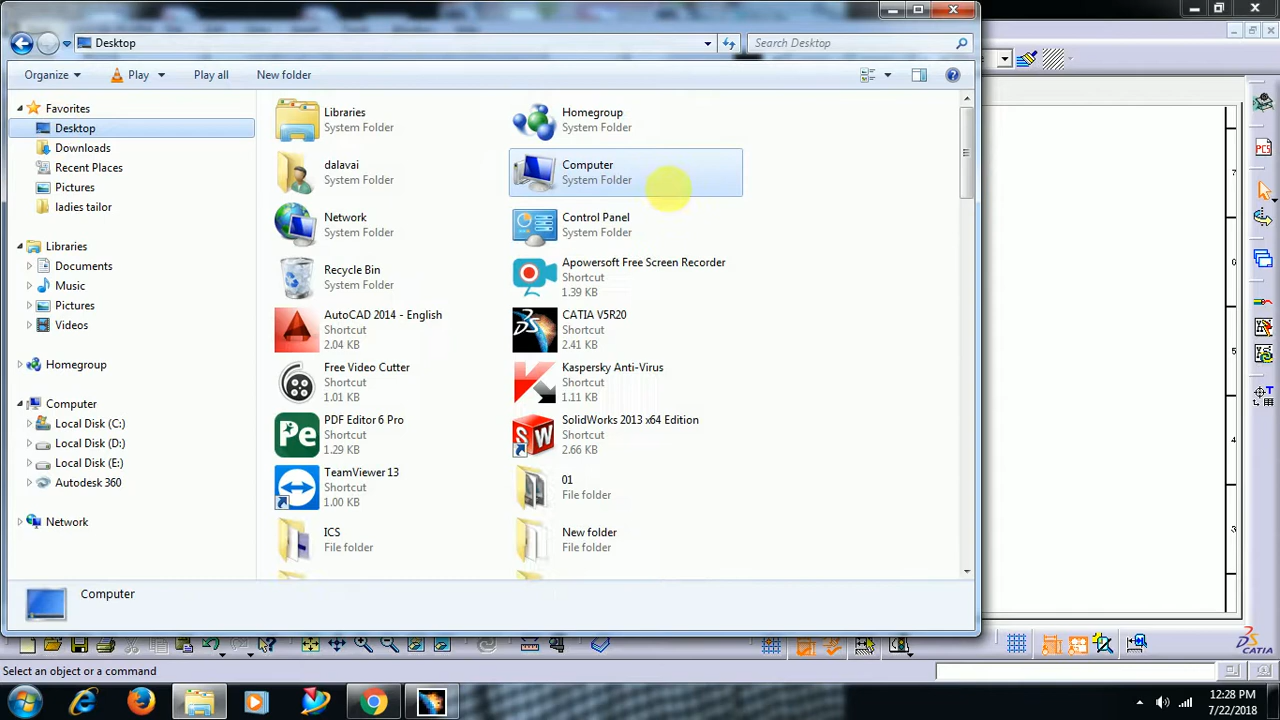 Desktop
Search Desktop
Organize
Play
Play all
New folder
Favorites
Desktop
Downloads
Recent Places
Pictures
ladies tailor
Libraries
Documents
Music
Pictures
Videos
Homegroup
Computer
Local Disk (C:)
Local Disk (D:)
Local Disk (E:)
Autodesk 360
Network
Libraries
System Folder
Homegroup
System Folder
dalavai
System Folder
Computer
System Folder
Network
System Folder
Control Panel
System Folder
Recycle Bin
System Folder
Apowersoft Free Screen Recorder
Shortcut
1.39 KB
AutoCAD 2014 - English
Shortcut
2.04 KB
CATIA V5R20
Shortcut
2.41 KB
Free Video Cutter
Shortcut
1.01 KB
Kaspersky Anti-Virus
Shortcut
1.11 KB
PDF Editor 6 Pro
Shortcut
1.29 KB
SolidWorks 2013 x64 Edition
Shortcut
2.66 KB
TeamViewer 13
Shortcut
1.00 KB
01
File folder
ICS
File folder
New folder
File folder
Computer
7
6
5
4
3
CATIA
Select an object or a command
12:28 PM
7/22/2018